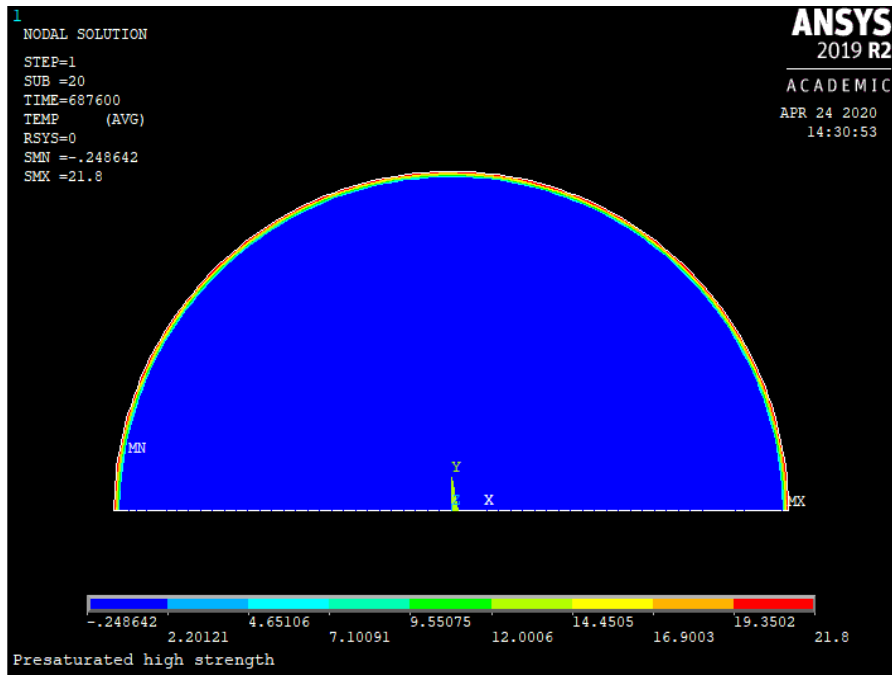 1
NODAL SOLUTION
STEP=1
SUB =20
TIME=687600
TEMP (AVG)
RSYS=0
SMN =-.248642
SMX =21.8
ANSYS
2019 R2
ACADEMIC
APR 24 2020
14:30:53
MN
Y
X
MX
-.248642 4.65106 9.55075 14.4505 19.3502
2.20121 7.10091 12.0006 16.9003 21.8
Presaturated high strength